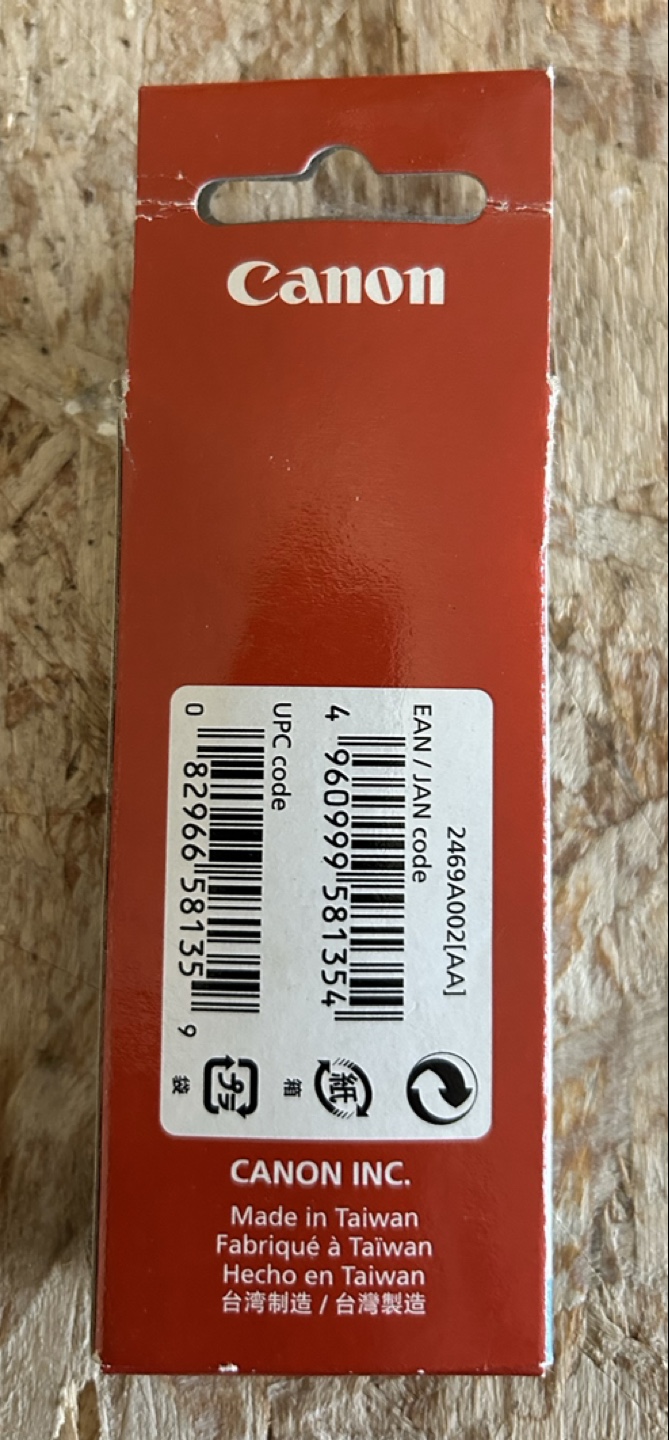 Canon
2469A002[AA]
EAN / JAN code
4 960999 581354
UPC code
0 82966 58135 9
紙
箱
プラ
袋
CANON INC.
Made in Taiwan
Fabriqué à Taïwan
Hecho en Taiwan
台湾制造 / 台灣製造